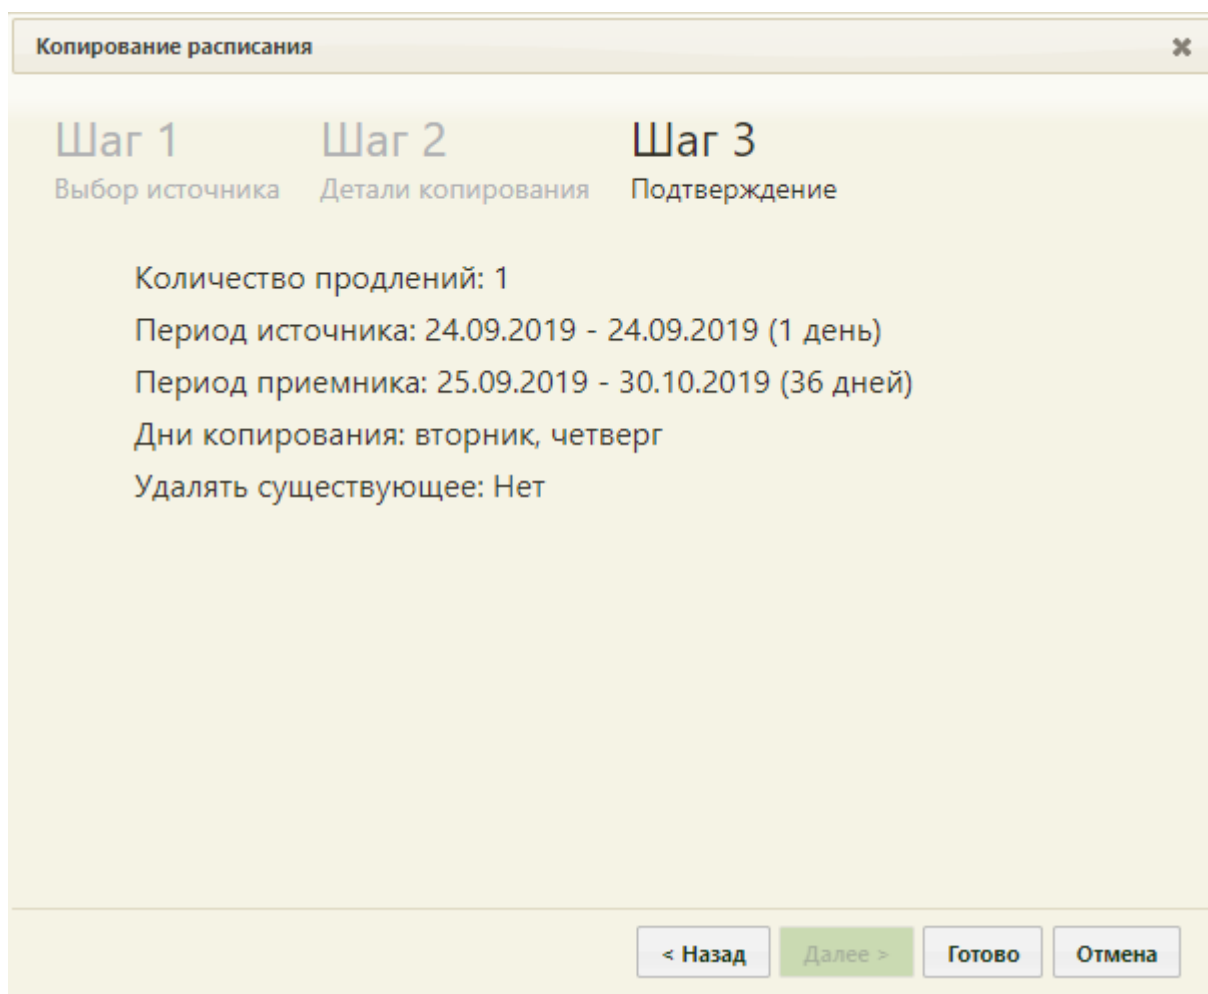 Копирование расписания
Шаг 1 Шаг 2 Шаг 3
Выбор источника Детали копирования Подтверждение
Количество продлений: 1
Период источника: 24.09.2019 - 24.09.2019 (1 день)
Период приемника: 25.09.2019 - 30.10.2019 (36 дней)
Дни копирования: вторник, четверг
Удалять существующее: Нет
< Назад Далее > Готово Отмена